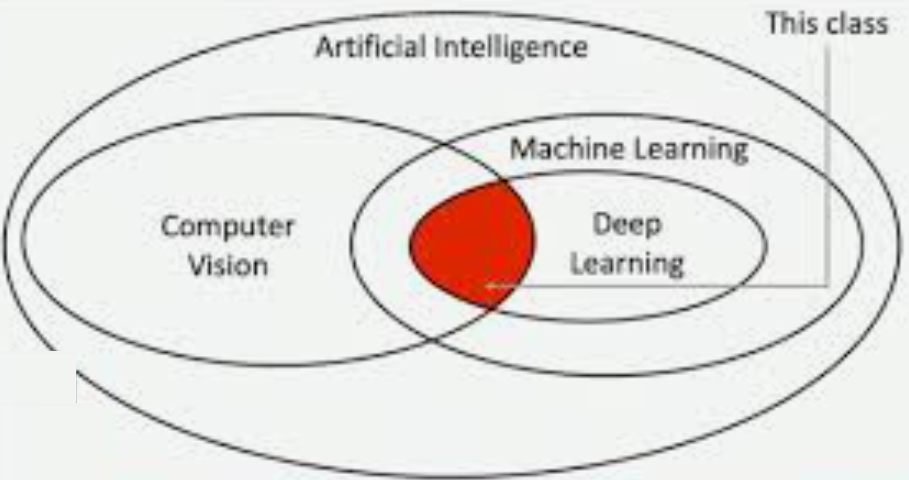 This class
Artificial Intelligence
Machine Learning
Computer
Vision
Deep
Learning